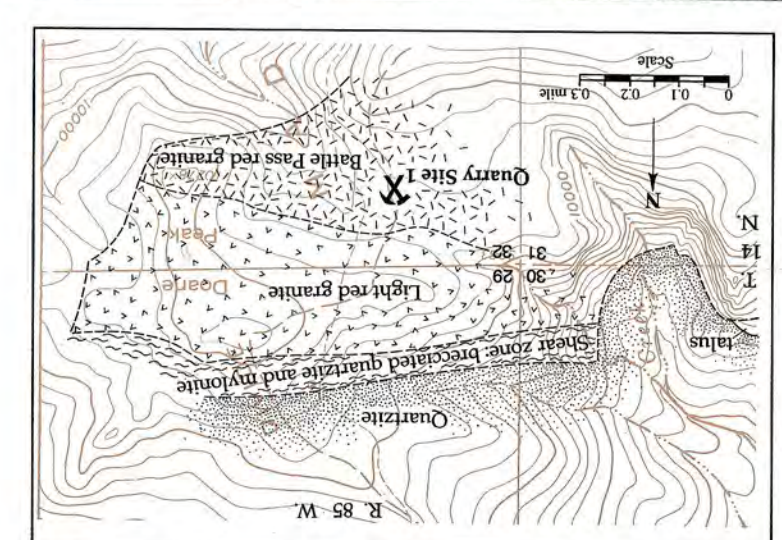 R. 85 W.
Quartzite
talus
Shear zone: brecciated quartzite and mylonite
30 29
Light red granite
Doane
Peak
T.
14
N.
31 32
N
Quarry Site 1
Battle Pass red granite
10000
10000
0 0.1 0.2 0.3 mile
Scale